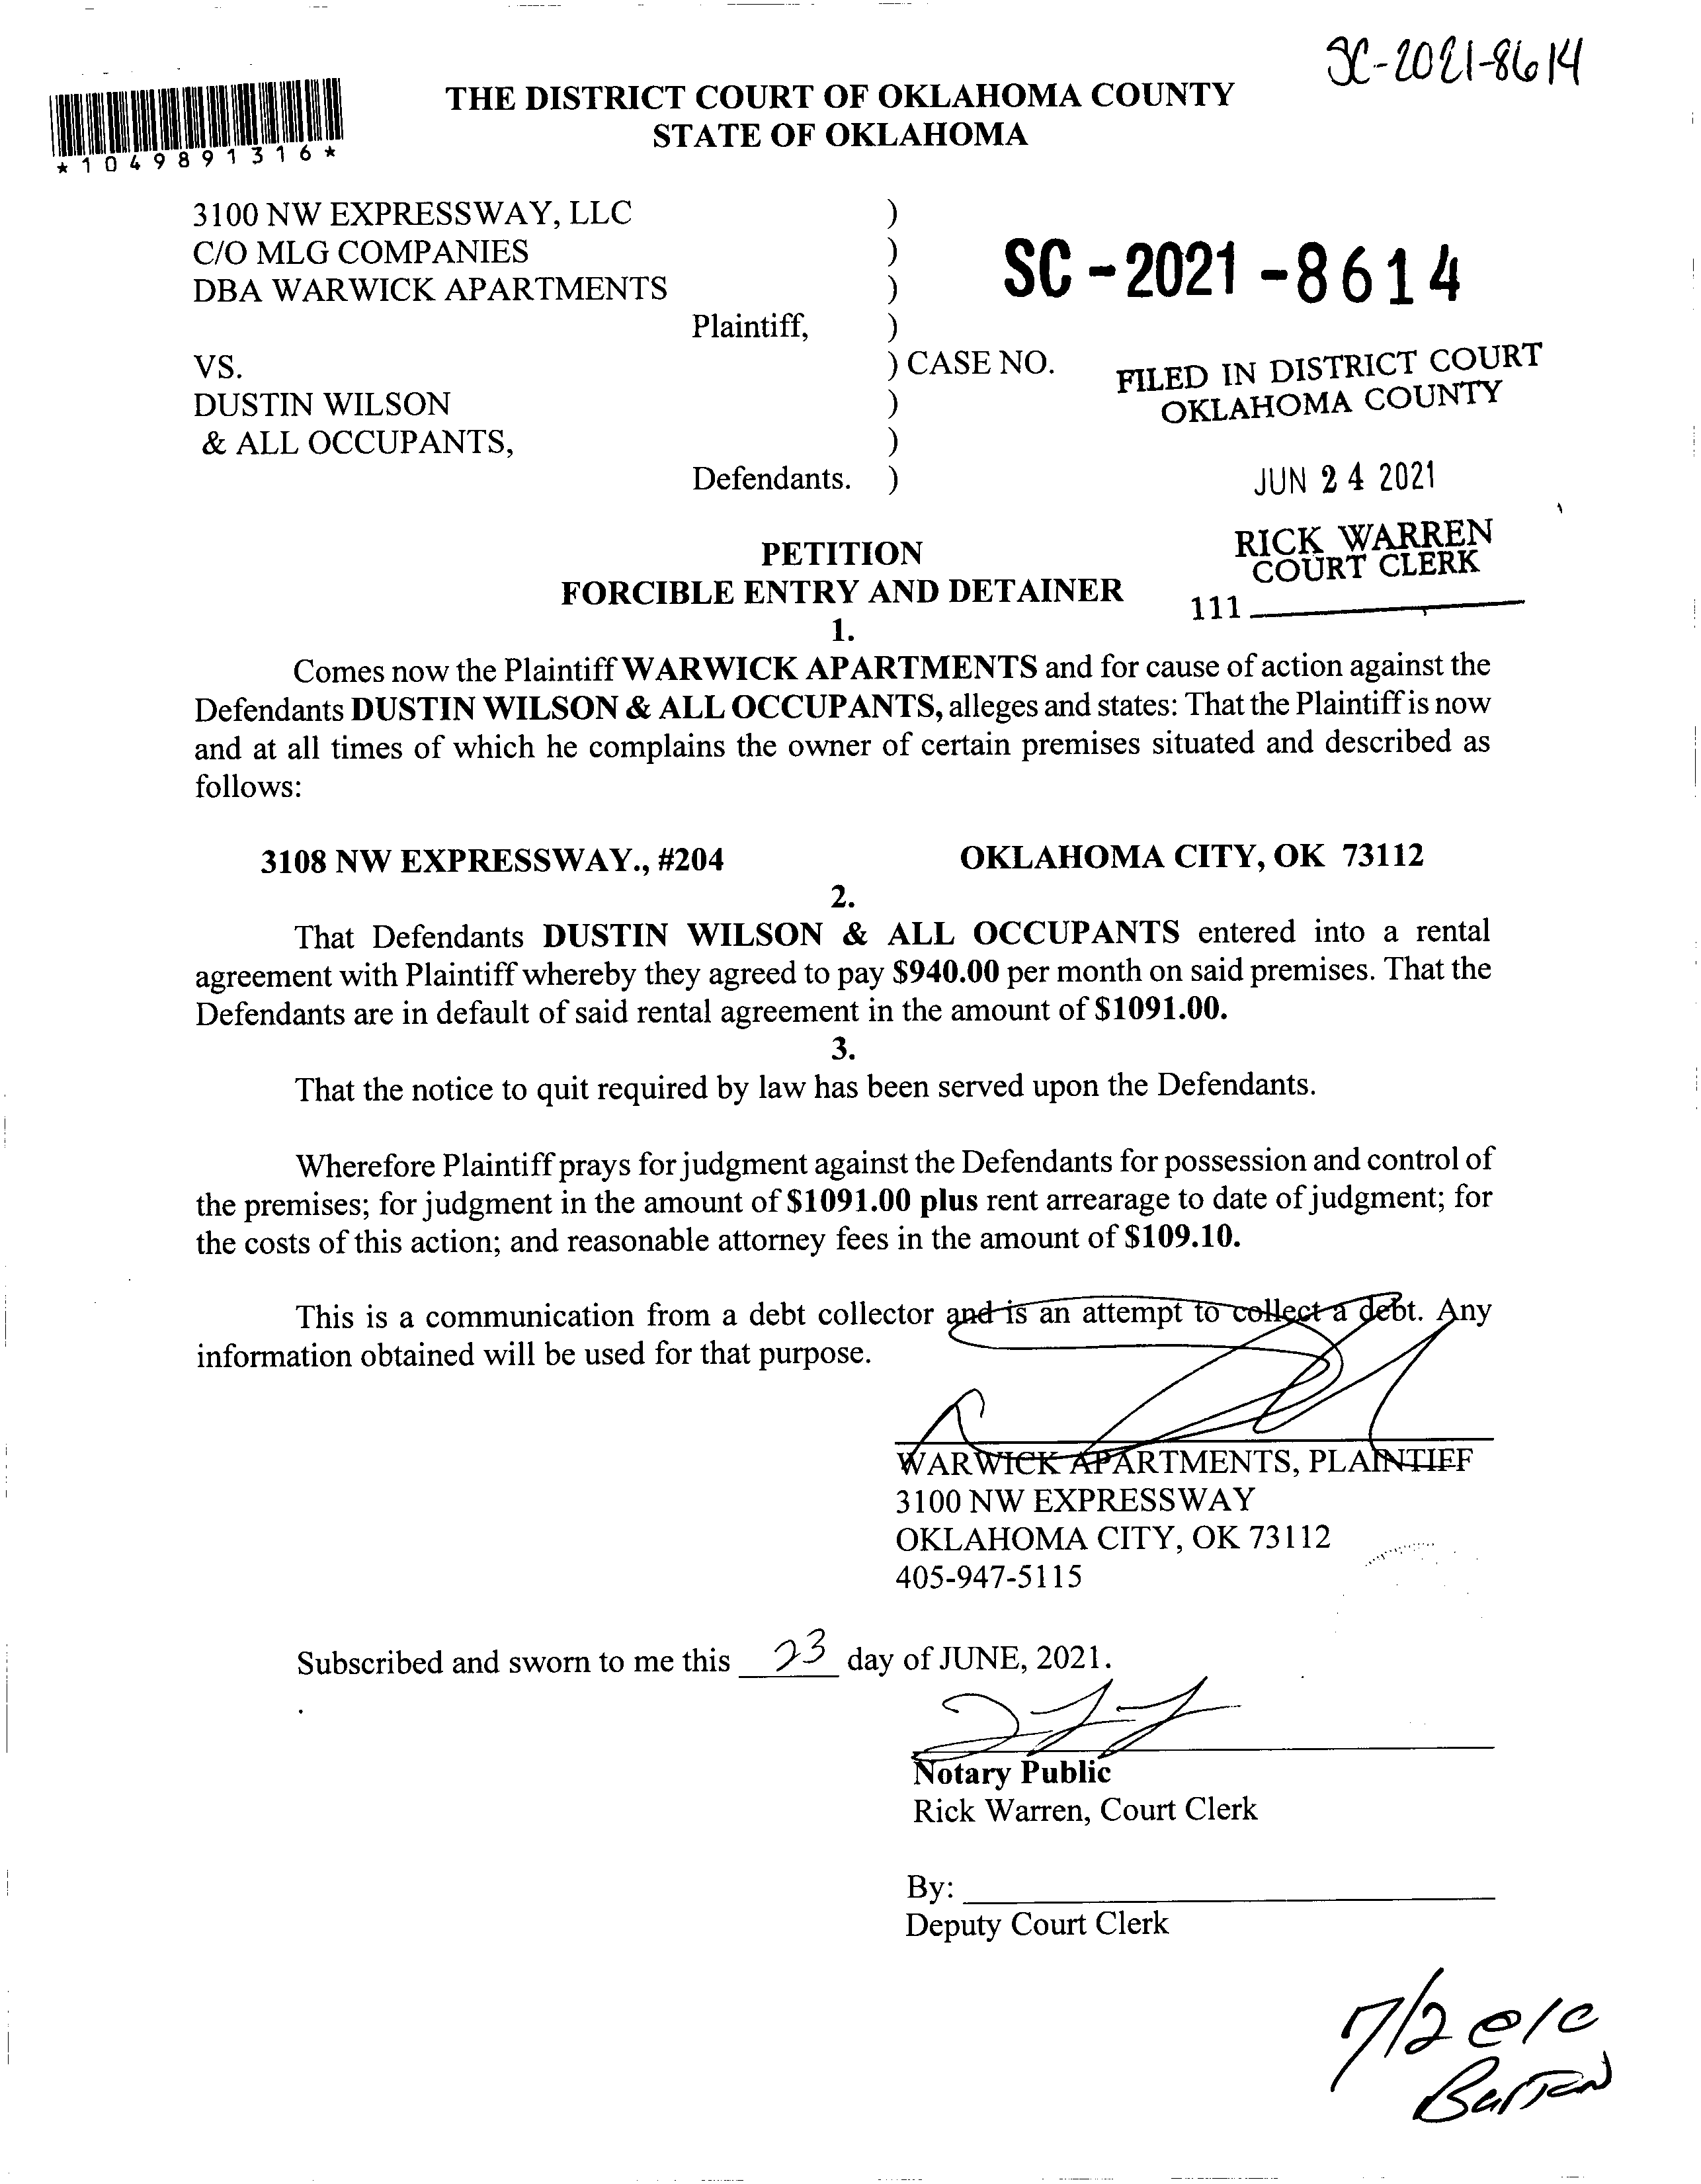 SC-2021-8614
THE DISTRICT COURT OF OKLAHOMA COUNTY
STATE OF OKLAHOMA
*1049891316*
3100 NW EXPRESSWAY, LLC )
C/O MLG COMPANIES )
DBA WARWICK APARTMENTS )
SC-2021-8614
Plaintiff, )
VS. ) CASE NO.
FILED IN DISTRICT COURT
OKLAHOMA COUNTY
DUSTIN WILSON )
& ALL OCCUPANTS, )
Defendants. )
JUN 24 2021
RICK WARREN
COURT CLERK
111
PETITION
FORCIBLE ENTRY AND DETAINER
1.
Comes now the Plaintiff WARWICK APARTMENTS and for cause of action against the
Defendants DUSTIN WILSON & ALL OCCUPANTS, alleges and states: That the Plaintiff is now
and at all times of which he complains the owner of certain premises situated and described as
follows:
3108 NW EXPRESSWAY., #204 OKLAHOMA CITY, OK 73112
2.
That Defendants DUSTIN WILSON & ALL OCCUPANTS entered into a rental
agreement with Plaintiff whereby they agreed to pay $940.00 per month on said premises. That the
Defendants are in default of said rental agreement in the amount of $1091.00.
3.
That the notice to quit required by law has been served upon the Defendants.
Wherefore Plaintiff prays for judgment against the Defendants for possession and control of
the premises; for judgment in the amount of $1091.00 plus rent arrearage to date of judgment; for
the costs of this action; and reasonable attorney fees in the amount of $109.10.
This is a communication from a debt collector and is an attempt to collect a debt. Any
information obtained will be used for that purpose.
WARWICK APARTMENTS, PLAINTIFF
3100 NW EXPRESSWAY
OKLAHOMA CITY, OK 73112
405-947-5115
Subscribed and sworn to me this 23 day of JUNE, 2021.
Notary Public
Rick Warren, Court Clerk
By:
Deputy Court Clerk
7/2 e/c